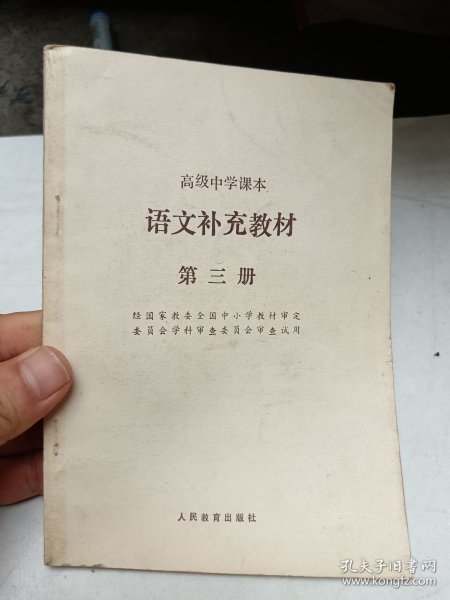 高级中学课本
语文补充教材
第三册
经国家教委全国中小学教材审定
委员会学科审查委员会审查试用
人民教育出版社
孔夫子旧书网
www.kongfz.com